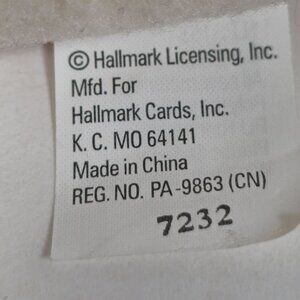 © Hallmark Licensing, Inc.
Mfd. For
Hallmark Cards, Inc.
K. C. MO 64141
Made in China
REG. NO. PA-9863 (CN)
7232